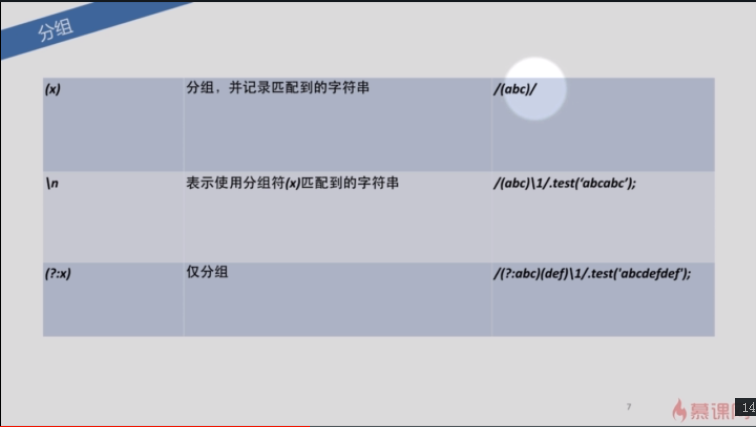 分组
(x) 分组，并记录匹配到的字符串 /(abc)/
\n 表示使用分组符(x)匹配到的字符串 /(abc)\1/.test(‘abcabc’);
(?:x) 仅分组 /(?:abc)(def)\1/.test('abcdefdef');
7
慕课
14